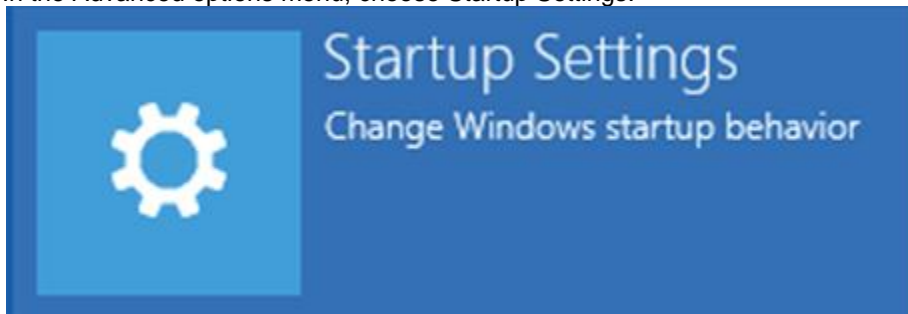 In the Advanced options menu, choose Startup Settings.
Startup Settings
Change Windows startup behavior